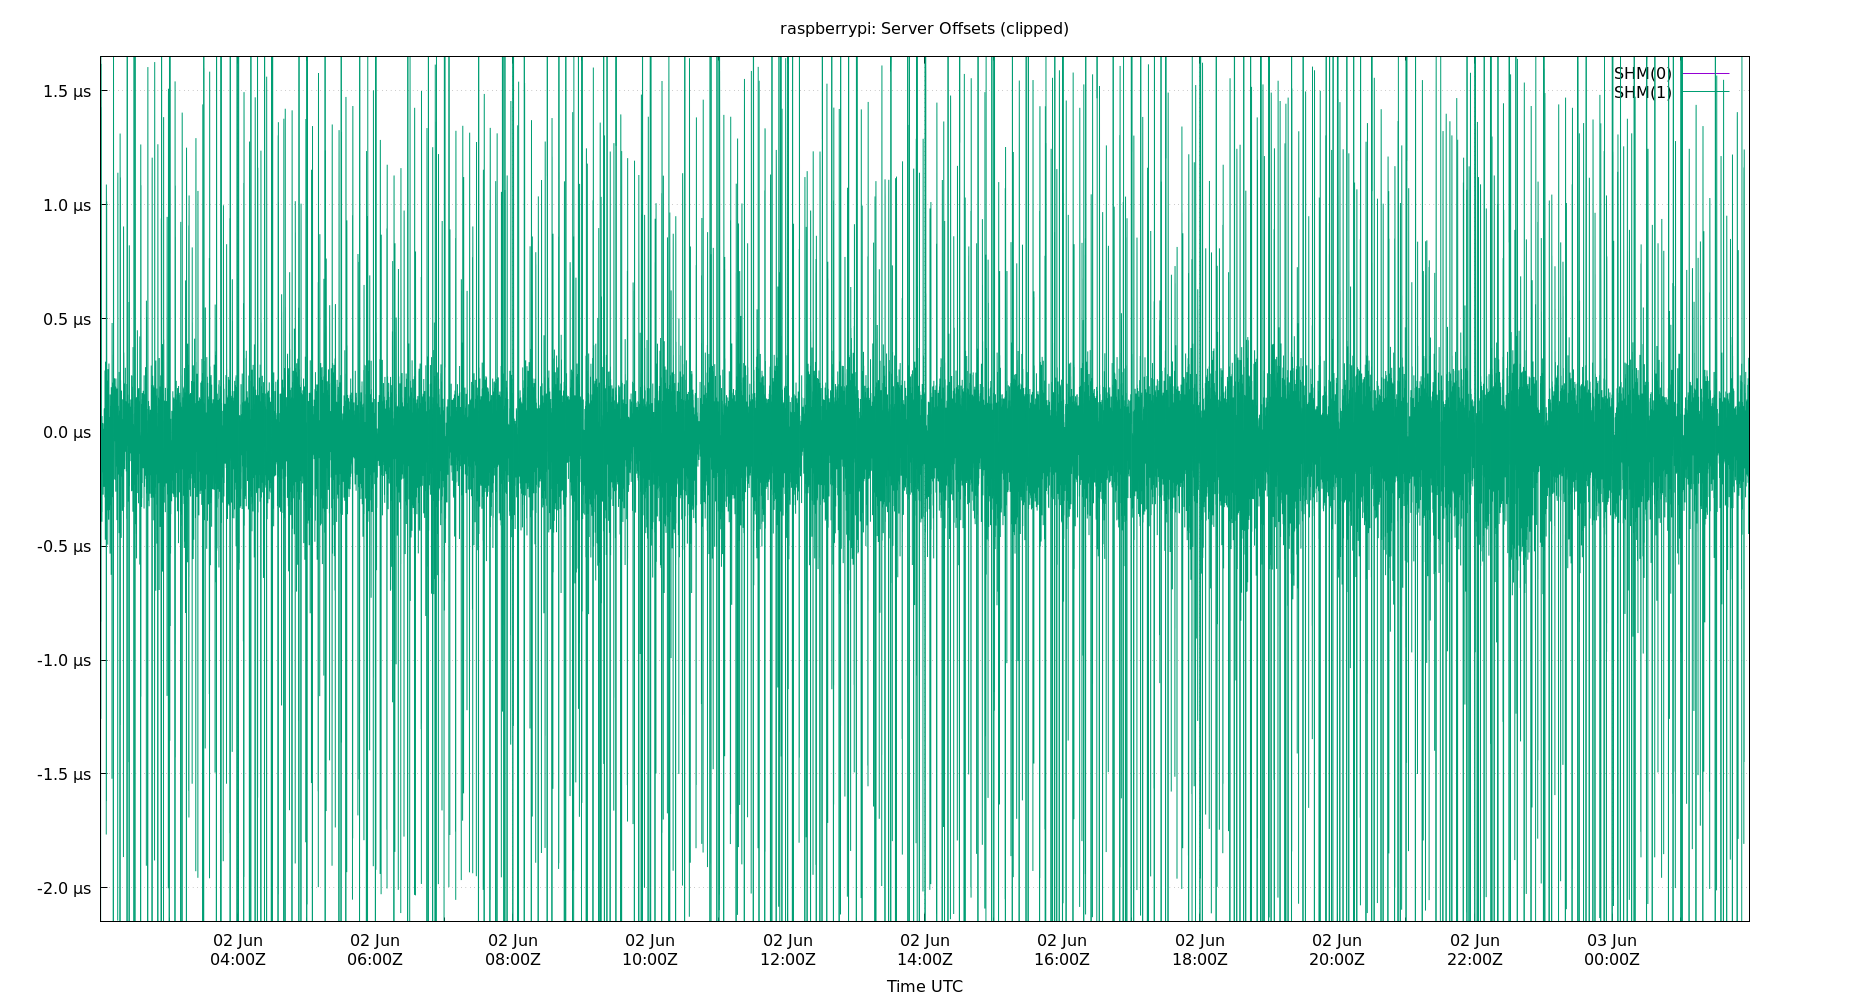 raspberrypi: Server Offsets (clipped)
SHM(0)
SHM(1)
1.5 µs
1.0 µs
0.5 µs
0.0 µs
-0.5 µs
-1.0 µs
-1.5 µs
-2.0 µs
02 Jun 02 Jun 02 Jun 02 Jun 02 Jun 02 Jun 02 Jun 02 Jun 02 Jun 02 Jun 03 Jun
04:00Z 06:00Z 08:00Z 10:00Z 12:00Z 14:00Z 16:00Z 18:00Z 20:00Z 22:00Z 00:00Z
Time UTC